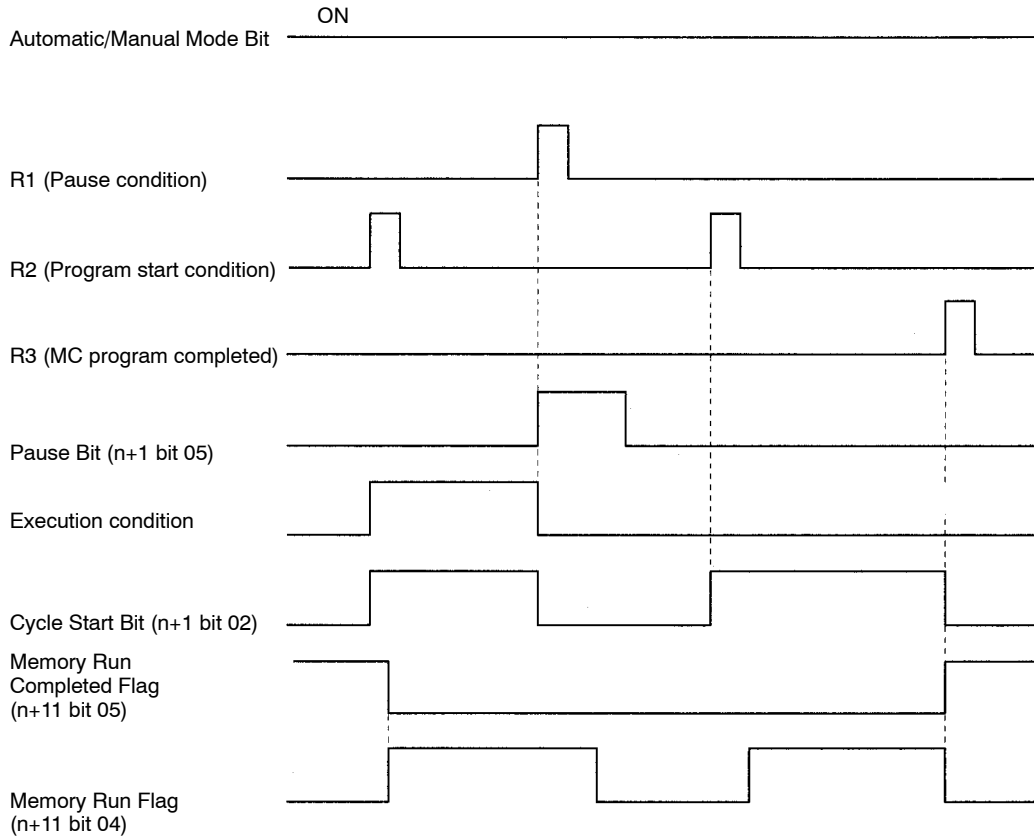 ON
Automatic/Manual Mode Bit
R1 (Pause condition)
R2 (Program start condition)
R3 (MC program completed)
Pause Bit (n+1 bit 05)
Execution condition
Cycle Start Bit (n+1 bit 02)
Memory Run
Completed Flag
(n+11 bit 05)
Memory Run Flag
(n+11 bit 04)